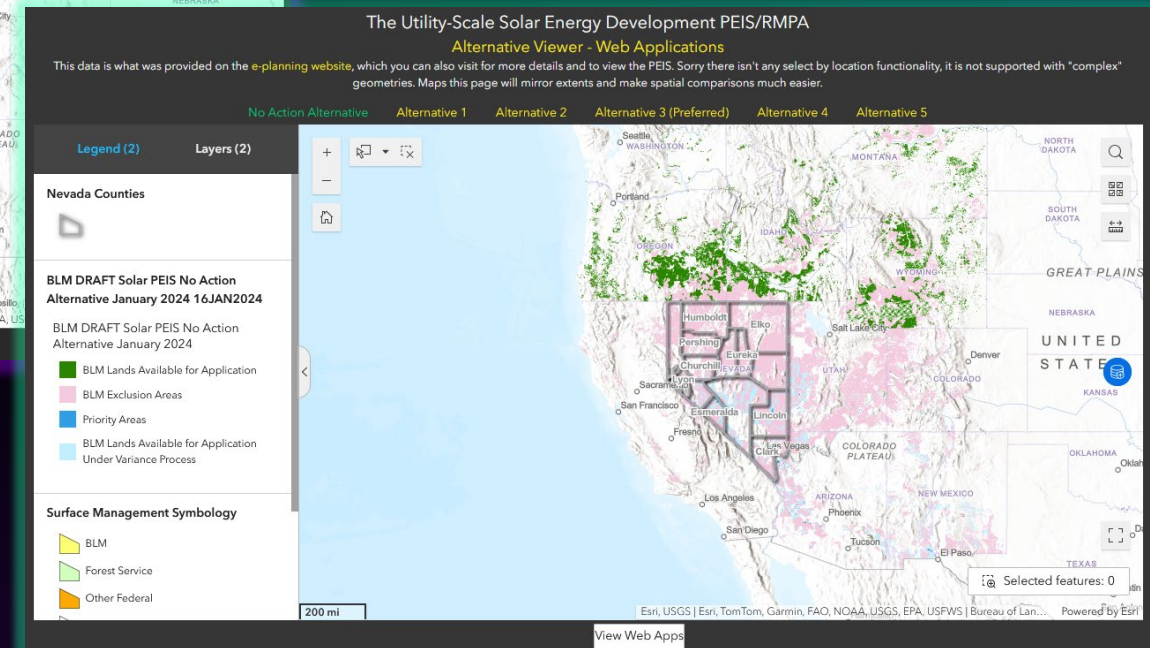 NEBRASKA
The Utility-Scale Solar Energy Development PEIS/RMPA
Alternative Viewer - Web Applications
This data is what was provided on the e-planning website, which you can also visit for more details and to view the PEIS. Sorry there isn't any select by location functionality, it is not supported with "complex"
geometries. Maps this page will mirror extents and make spatial comparisons much easier.
No Action Alternative Alternative 1 Alternative 2 Alternative 3 (Preferred) Alternative 4 Alternative 5
Legend (2) Layers (2)
Nevada Counties
BLM DRAFT Solar PEIS No Action
Alternative January 2024 16JAN2024
BLM DRAFT Solar PEIS No Action
Alternative January 2024
BLM Lands Available for Application
BLM Exclusion Areas
Priority Areas
BLM Lands Available for Application
Under Variance Process
Surface Management Symbology
BLM
Forest Service
Other Federal
Seattle
WASHINGTON
MONTANA
NORTH
DAKOTA
Portland
SOUTH
DAKOTA
OREGON
IDAHO
WYOMING
GREAT PLAINS
NEBRASKA
Humboldt
Elko
Salt Lake City
UNITED
Pershing
Eureka
Denver
STATE
Churchill
NEVADA
UTAH
Lyon
COLORADO
Sacrame
KANSAS
San Francisco
Esmeralda
Lincoln
Fresno
Las Vegas
Clark
COLORADO
PLATEAU
OKLAHOMA
Oklah
Los Angeles
ARIZONA
NEW MEXICO
Phoenix
San Diego
Tucson
El Paso
TEXAS
Selected features: 0
200 mi
Esri, USGS | Esri, TomTom, Garmin, FAO, NOAA, USGS, EPA, USFWS | Bureau of Lan... Powered by Esri
View Web Apps